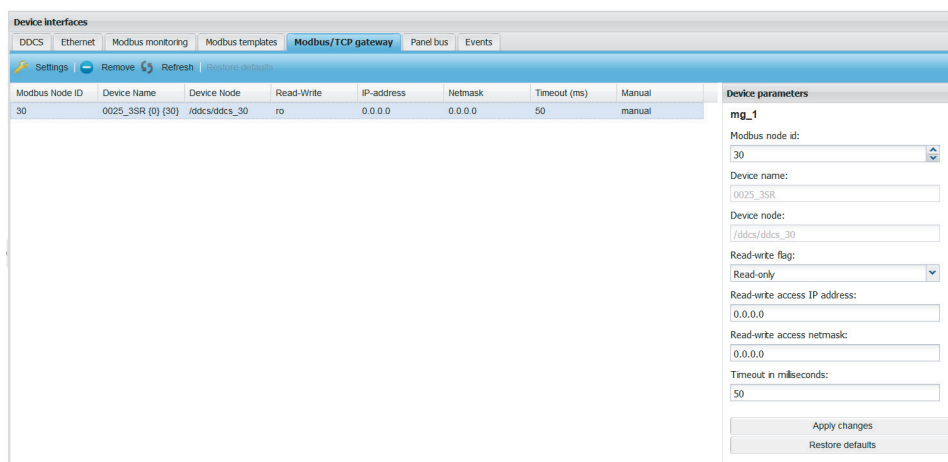 Device interfaces
DDCS Ethernet Modbus monitoring Modbus templates Modbus/TCP gateway Panel bus Events
Settings Remove Refresh Restore defaults
Modbus Node ID Device Name Device Node Read-Write IP-address Netmask Timeout (ms) Manual
30 0025_3SR {0} {30} /ddcs/ddcs_30 ro 0.0.0.0 0.0.0.0 50 manual
Device parameters
mg_1
Modbus node id:
30
Device name:
0025_3SR
Device node:
/ddcs/ddcs_30
Read-write flag:
Read-only
Read-write access IP address:
0.0.0.0
Read-write access netmask:
0.0.0.0
Timeout in miliseconds:
50
Apply changes
Restore defaults